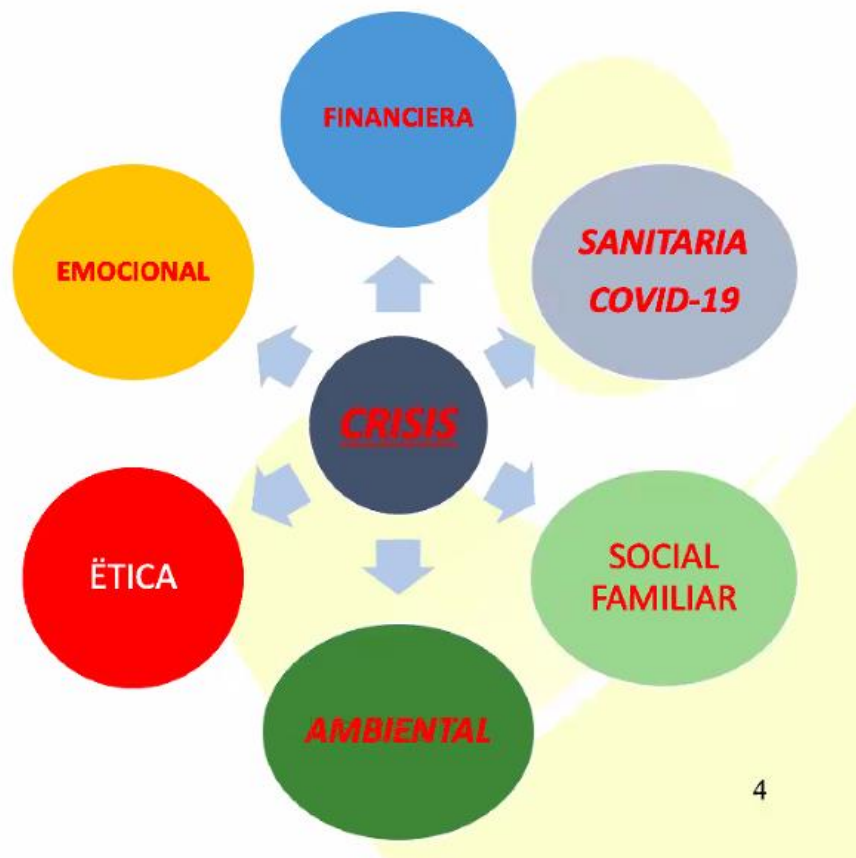 FINANCIERA
SANITARIA
COVID-19
EMOCIONAL
CRISIS
ËTICA
SOCIAL
FAMILIAR
AMBIENTAL
4